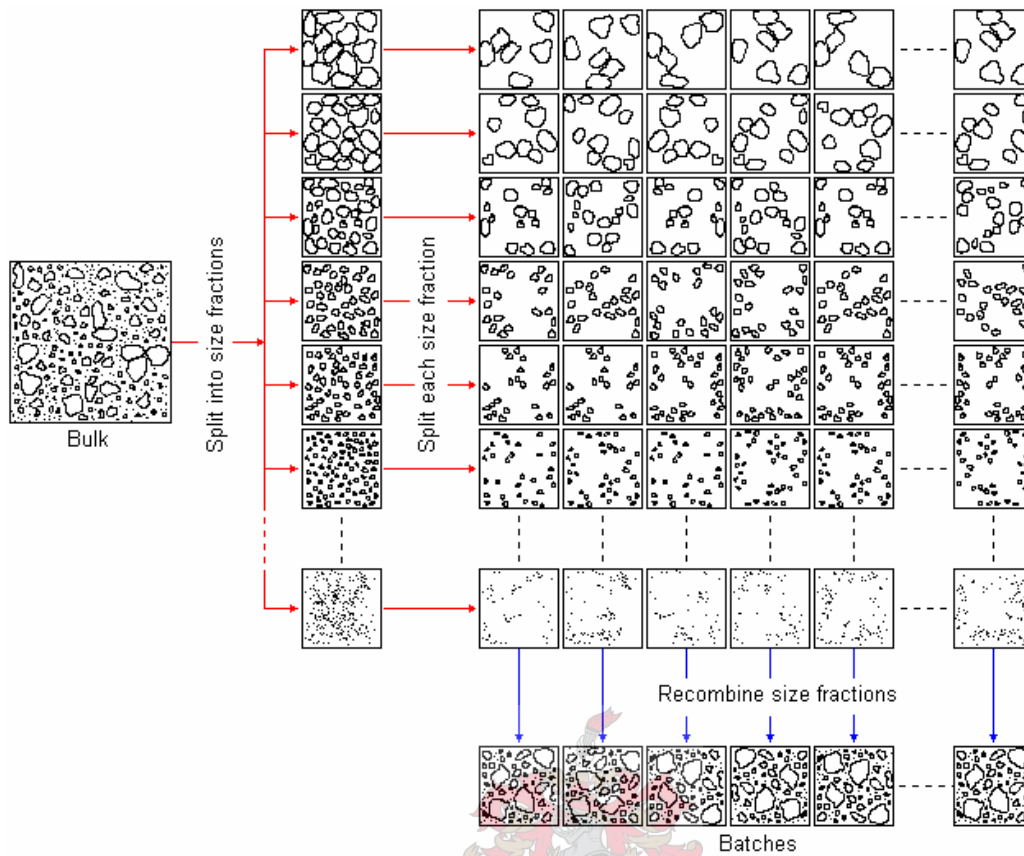 Bulk
Split into size fractions
Split each size fraction
Recombine size fractions
Batches